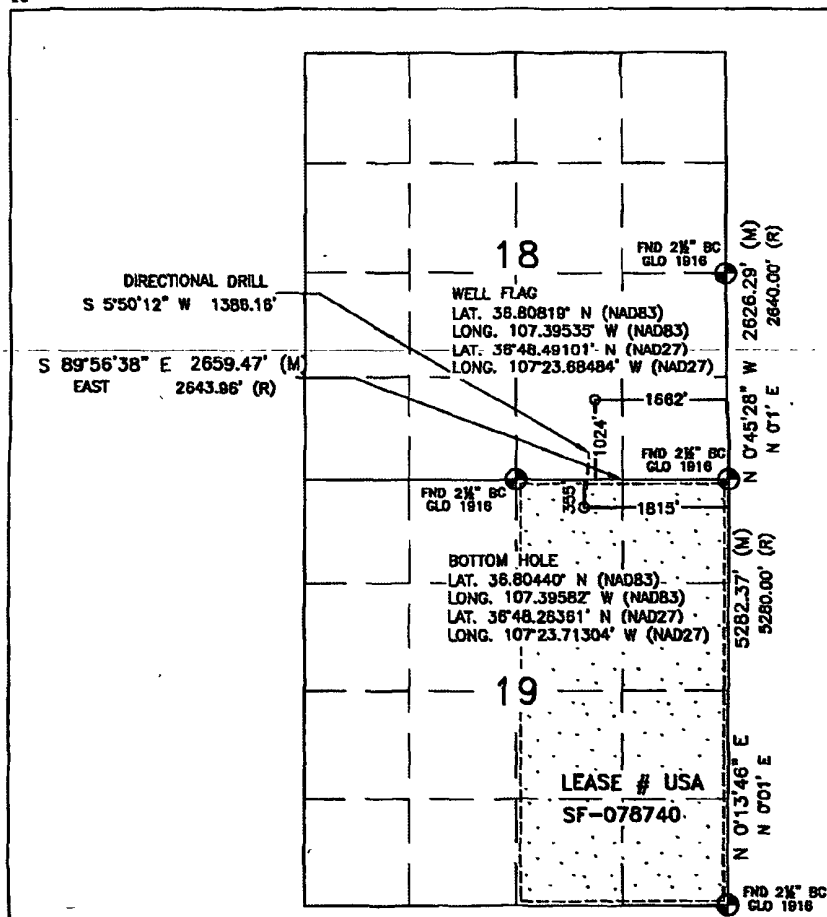 18
FND 2½" BC
GLO 1916
2626.29' (M)
2640.00' (R)
DIRECTIONAL DRILL
S 5°50'12" W 1388.16'
WELL FLAG
LAT. 36.80819° N (NAD83)
LONG. 107.39535° W (NAD83)
LAT. 36°48.49101' N (NAD27)
LONG. 107°23.68484' W (NAD27)
S 89°56'38" E 2659.47' (M)
EAST 2643.96' (R)
1662'
1024'
N 0°45'28" W
N 0°1' E
FND 2½" BC
GLO 1916
FND 2½" BC
GLO 1916
355'
1815'
BOTTOM HOLE
LAT. 36.80440° N (NAD83)
LONG. 107.39582° W (NAD83)
LAT. 36°48.26361' N (NAD27)
LONG. 107°23.71304' W (NAD27)
5282.37' (M)
5280.00' (R)
19
LEASE # USA
SF-078740
N 0°13'46" E
N 0°01' E
FND 2½" BC
GLO 1916